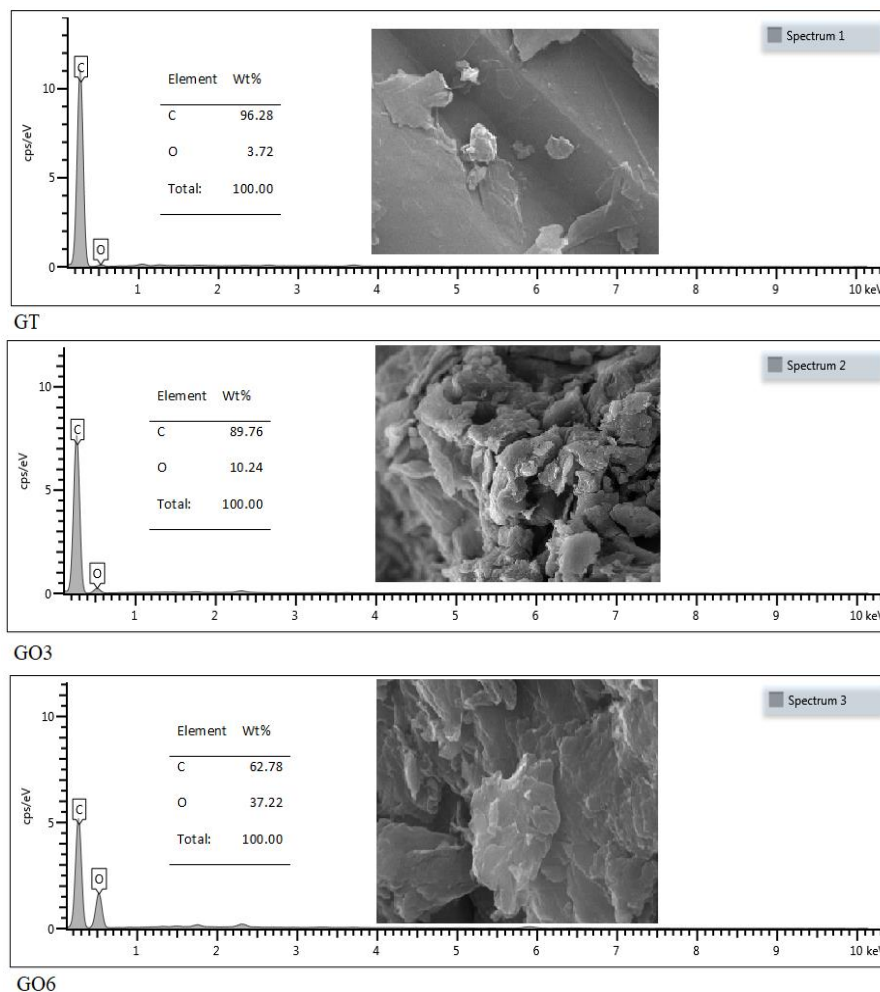 Spectrum 1
Element Wt%
C 96.28
O 3.72
Total: 100.00
C
O
cps/eV
10
5
0
1 2 3 4 5 6 7 8 9 10 keV
GT
Spectrum 2
Element Wt%
C 89.76
O 10.24
Total: 100.00
C
O
cps/eV
10
5
0
1 2 3 4 5 6 7 8 9 10 keV
GO3
Spectrum 3
Element Wt%
C 62.78
O 37.22
Total: 100.00
C
O
cps/eV
10
5
0
1 2 3 4 5 6 7 8 9 10 keV
GO6